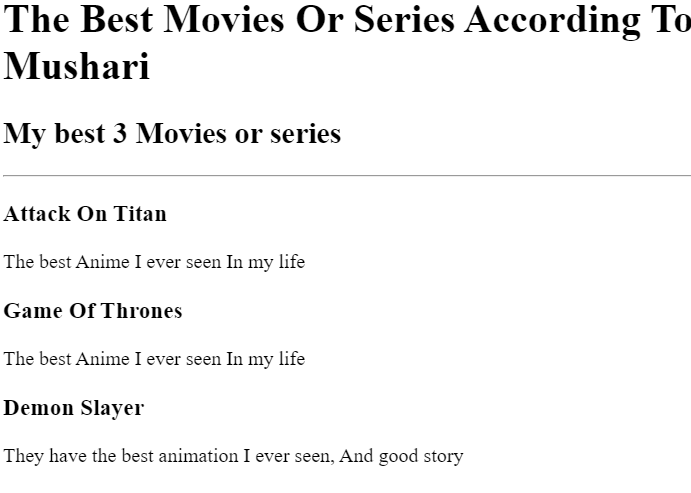 The Best Movies Or Series According To
Mushari
My best 3 Movies or series
Attack On Titan
The best Anime I ever seen In my life
Game Of Thrones
The best Anime I ever seen In my life
Demon Slayer
They have the best animation I ever seen, And good story